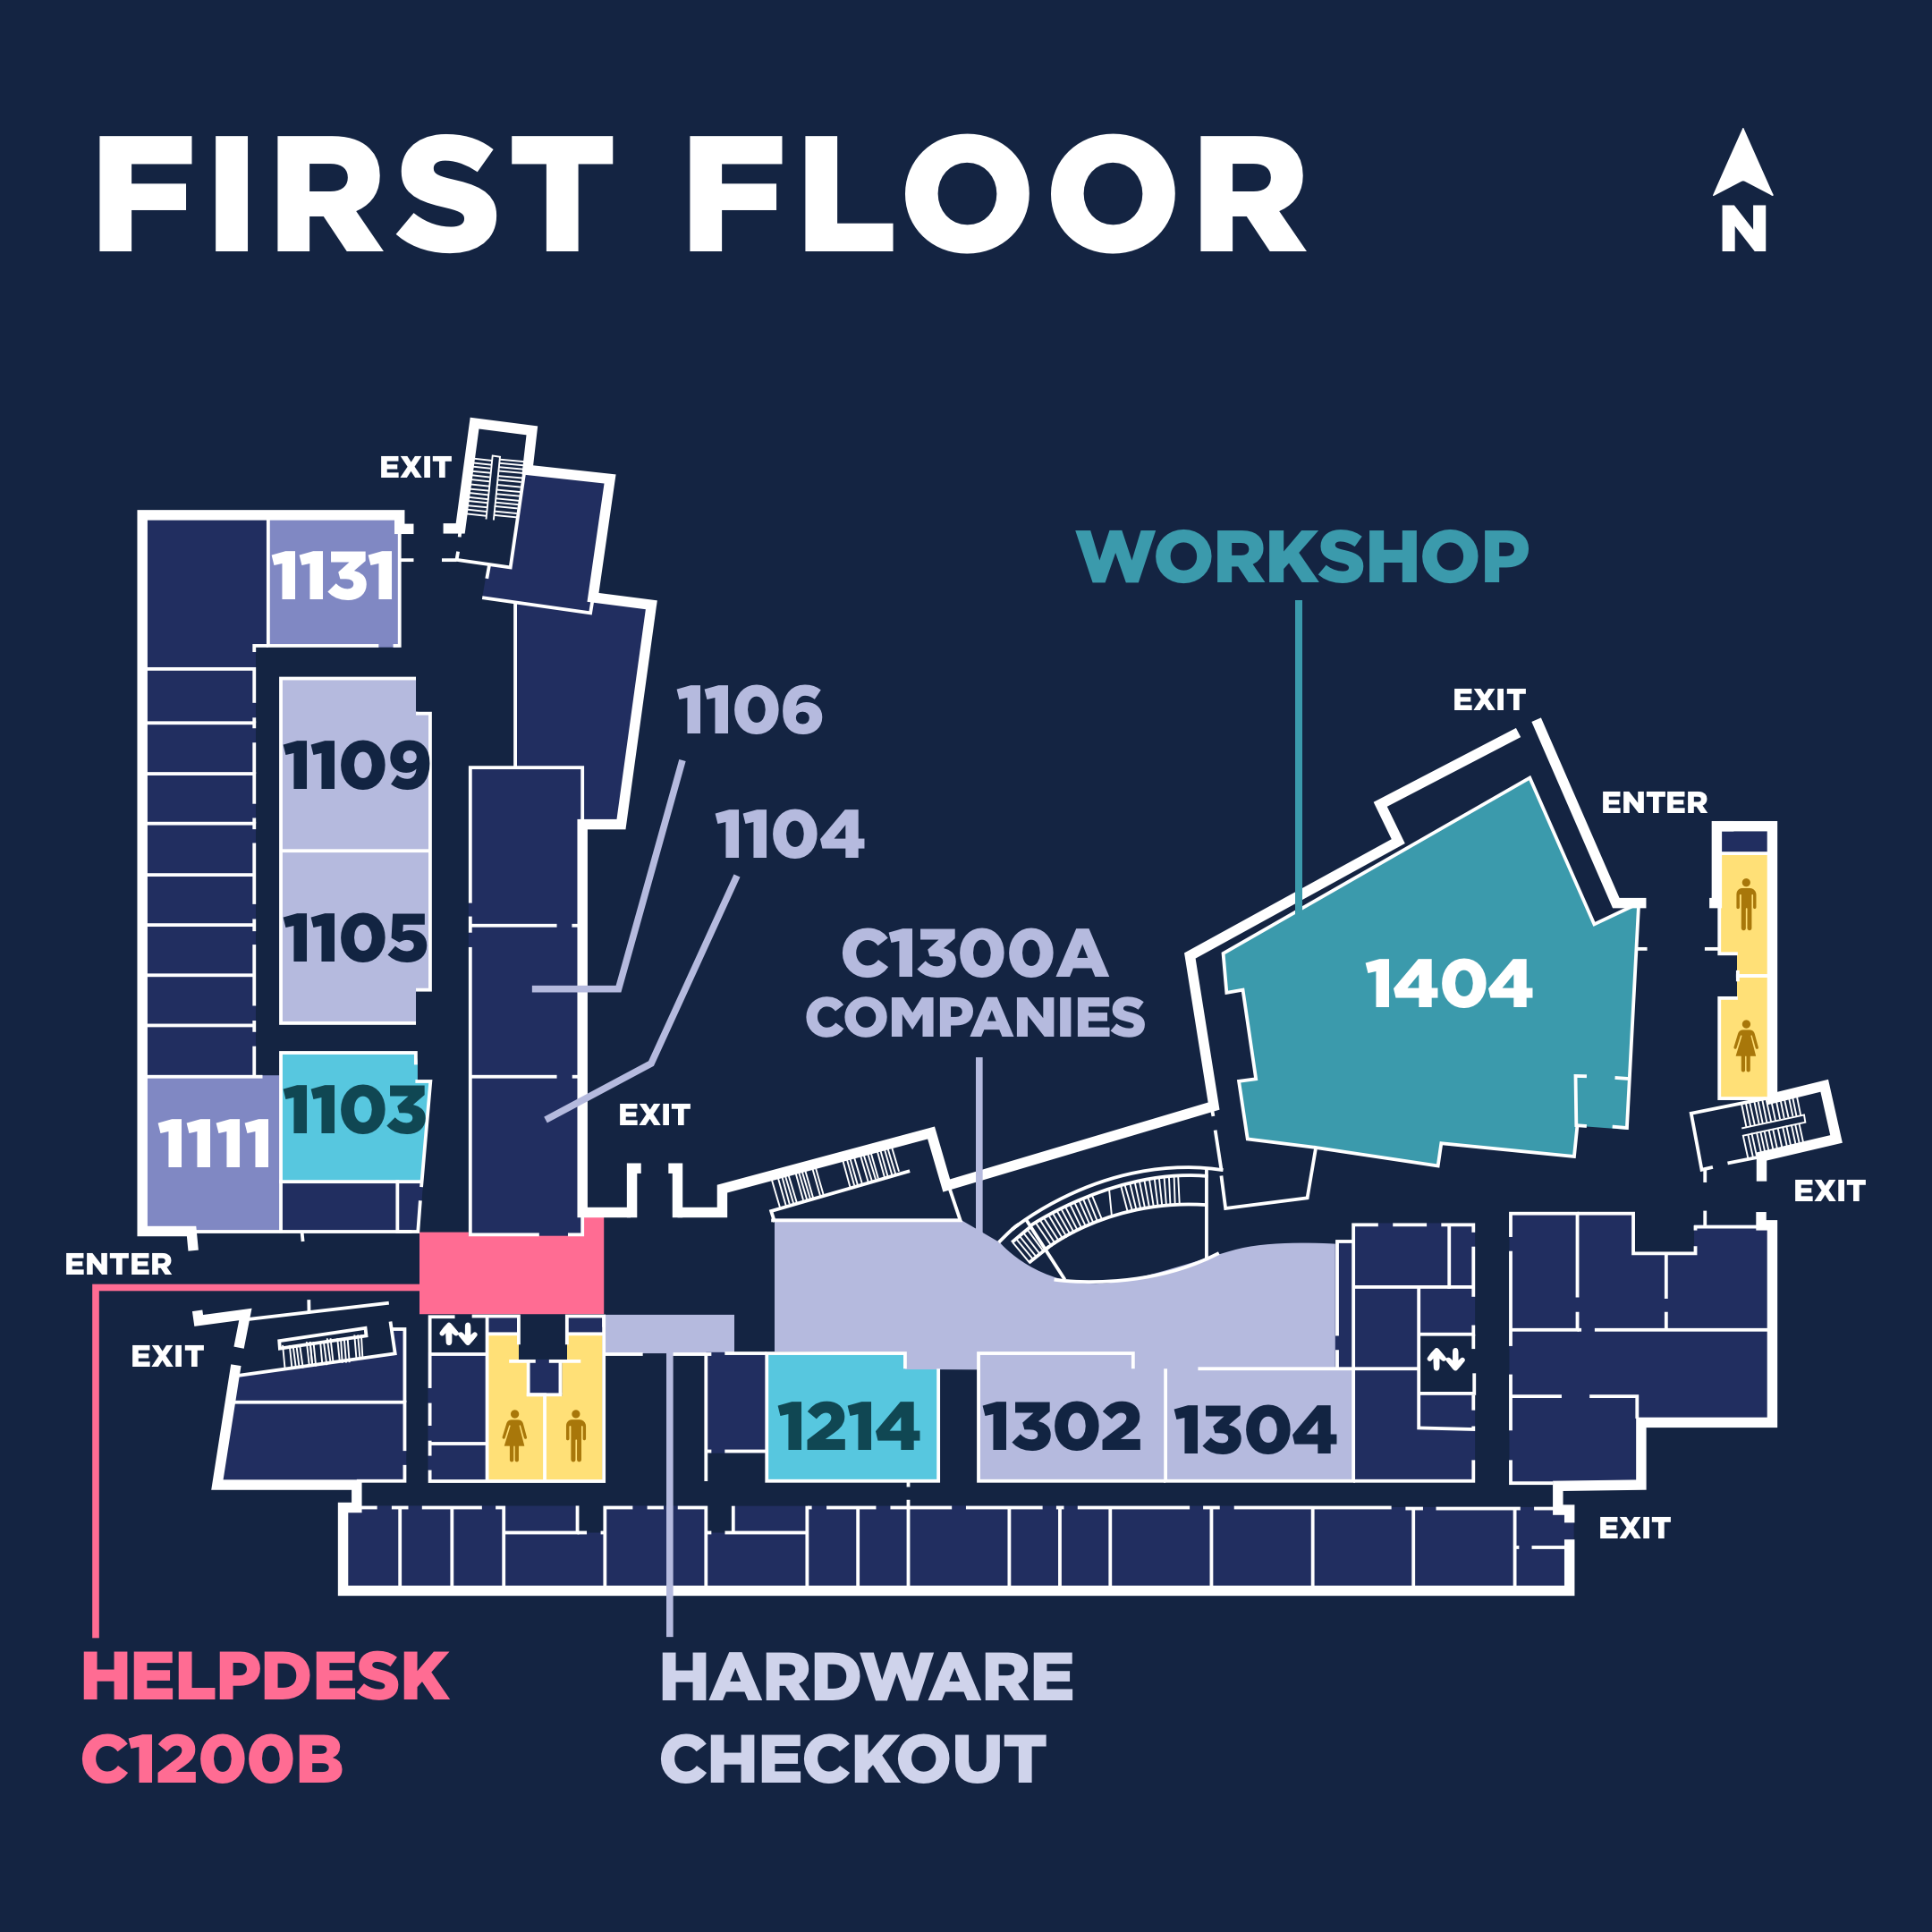 FIRST FLOOR
N
EXIT
1131
WORKSHOP
1106
EXIT
1109
ENTER
1104
1105
C1300A
COMPANIES
1404
1103
EXIT
1111
EXIT
ENTER
EXIT
1214
1302
1304
EXIT
HELPDESK
C1200B
HARDWARE
CHECKOUT